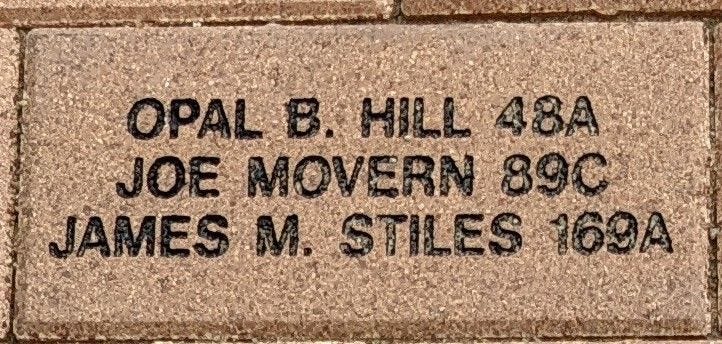 OPAL B. HILL 48A
JOE MOVERN 89C
JAMES M. STILES 169A